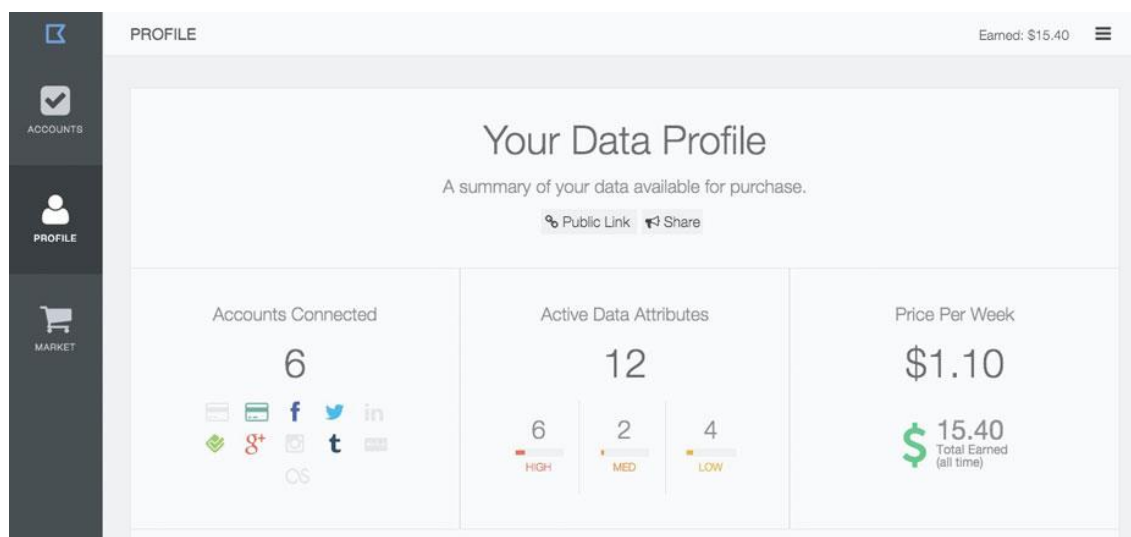 PROFILE
Earned: $15.40
ACCOUNTS
PROFILE
MARKET
Your Data Profile
A summary of your data available for purchase.
Public Link Share
Accounts Connected
6
f in
g+ t
OS
Active Data Attributes
12
6 2 4
HIGH MED LOW
Price Per Week
$1.10
$ 15.40
Total Earned
(all time)